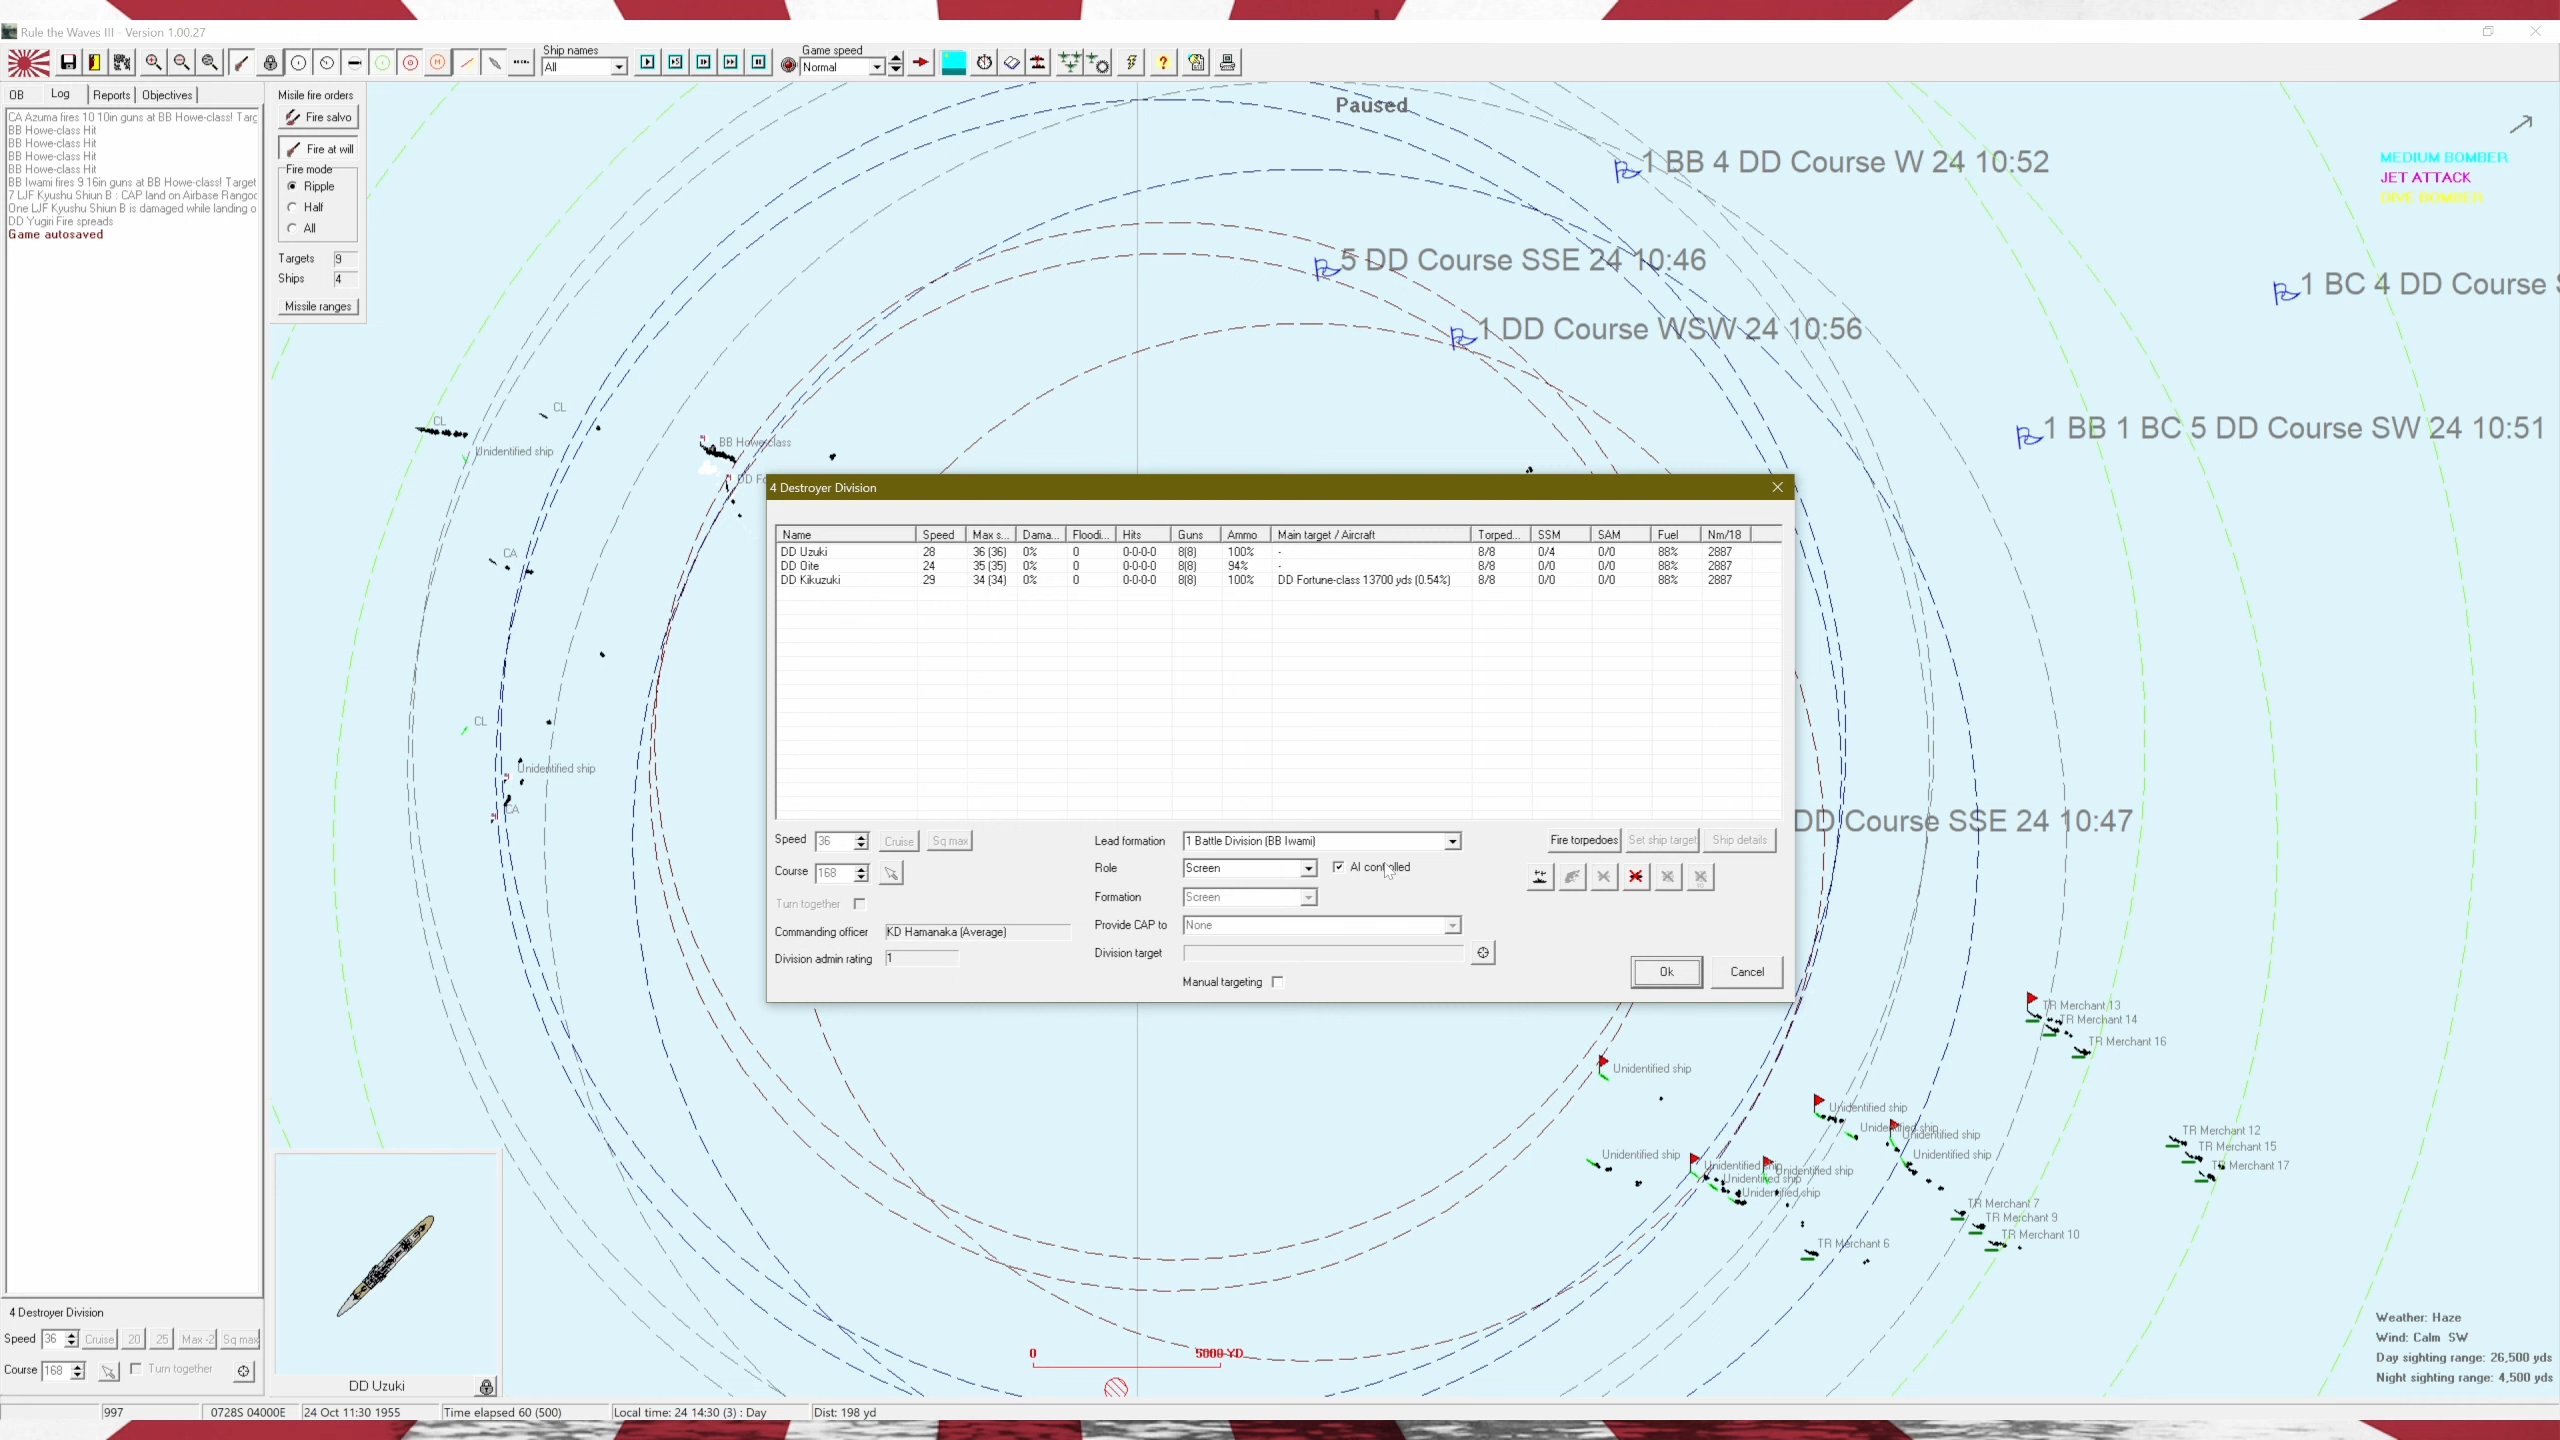 Rule the Waves III - Version 1.00.27
Ship names
All
Game speed
Normal
OB
Log
Reports
Objectives
CA Azuma fires 10 10in guns at BB Howe-class! Targ
BB Howe-class Hit
BB Howe-class Hit
BB Howe-class Hit
BB Howe-class Hit
BB Iwami fires 9 16in guns at BB Howe-class! Target
7 LJF Kyushu Shiun B : CAP land on Airbase Rangoo
One LJF Kyushu Shiun B is damaged while landing o
DD Yugiri Fire spreads
Game autosaved
Misile fire orders
Fire salvo
Fire at will
Fire mode
Ripple
Half
All
Targets 9
Ships 4
Missile ranges
Paused
1 BB 4 DD Course W 24 10:52
5 DD Course SSE 24 10:46
1 DD Course WSW 24 10:56
1 BC 4 DD Course S
1 BB 1 BC 5 DD Course SW 24 10:51
DD Course SSE 24 10:47
MEDIUM BOMBER
JET ATTACK
DIVE BOMBER
CL
CL
Unidentified ship
BB Howe-class
DD Fo
CA
CL
Unidentified ship
CA
4 Destroyer Division
Name Speed Max s... Dama... Floodi... Hits Guns Ammo Main target / Aircraft Torped... SSM SAM Fuel Nm/18
DD Uzuki 28 36 (36) 0% 0 0-0-0-0 8(8) 100% - 8/8 0/4 0/0 88% 2887
DD Oite 24 35 (35) 0% 0 0-0-0-0 8(8) 94% - 8/8 0/0 0/0 88% 2887
DD Kikuzuki 29 34 (34) 0% 0 0-0-0-0 8(8) 100% DD Fortune-class 13700 yds (0.54%) 8/8 0/0 0/0 88% 2887
Speed 36 Cruise Sq max
Course 168
Turn together
Commanding officer KD Hamanaka (Average)
Division admin rating 1
Lead formation 1 Battle Division (BB Iwami)
Role Screen AI controlled
Formation Screen
Provide CAP to None
Division target
Manual targeting
Fire torpedoes Set ship target Ship details
Ok Cancel
TR Merchant 13
TR Merchant 14
TR Merchant 16
Unidentified ship
Unidentified ship
Unidentified ship
Unidentified ship
Unidentified ship
Unidentified ship
Unidentified ship
Unidentified ship
Unidentified ship
Unidentified ship
TR Merchant 12
TR Merchant 15
TR Merchant 17
TR Merchant 7
TR Merchant 9
TR Merchant 10
TR Merchant 6
0 5000 YD
Weather: Haze
Wind: Calm SW
Day sighting range: 26,500 yds
Night sighting range: 4,500 yds
4 Destroyer Division
Speed 36 Cruise 20 25 Max -2 Sq max
Course 168 Turn together
DD Uzuki
997 0728S 04000E 24 Oct 11:30 1955 Time elapsed 60 (500) Local time: 24 14:30 (3) : Day Dist: 198 yd